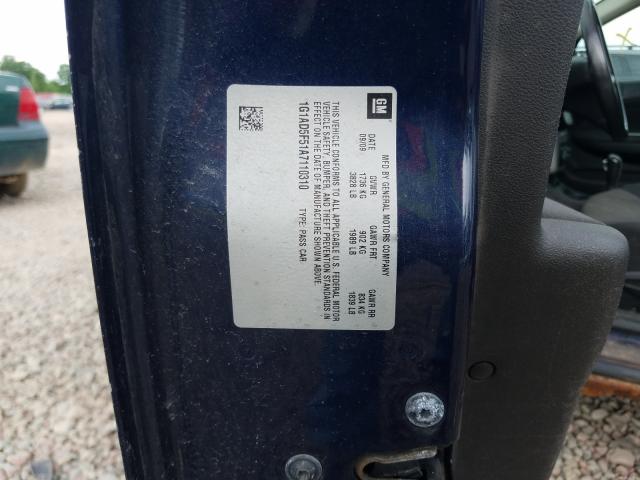 GM
MFD BY GENERAL MOTORS COMPANY
DATE GVWR GAWR FRT GAWR RR
09/09 1736 KG 902 KG 834 KG
3828 LB 1989 LB 1839 LB
THIS VEHICLE CONFORMS TO ALL APPLICABLE U.S. FEDERAL MOTOR
VEHICLE SAFETY, BUMPER, AND THEFT PREVENTION STANDARDS IN
EFFECT ON THE DATE OF MANUFACTURE SHOWN ABOVE.
1G1AD5F51A7110310 TYPE: PASS CAR